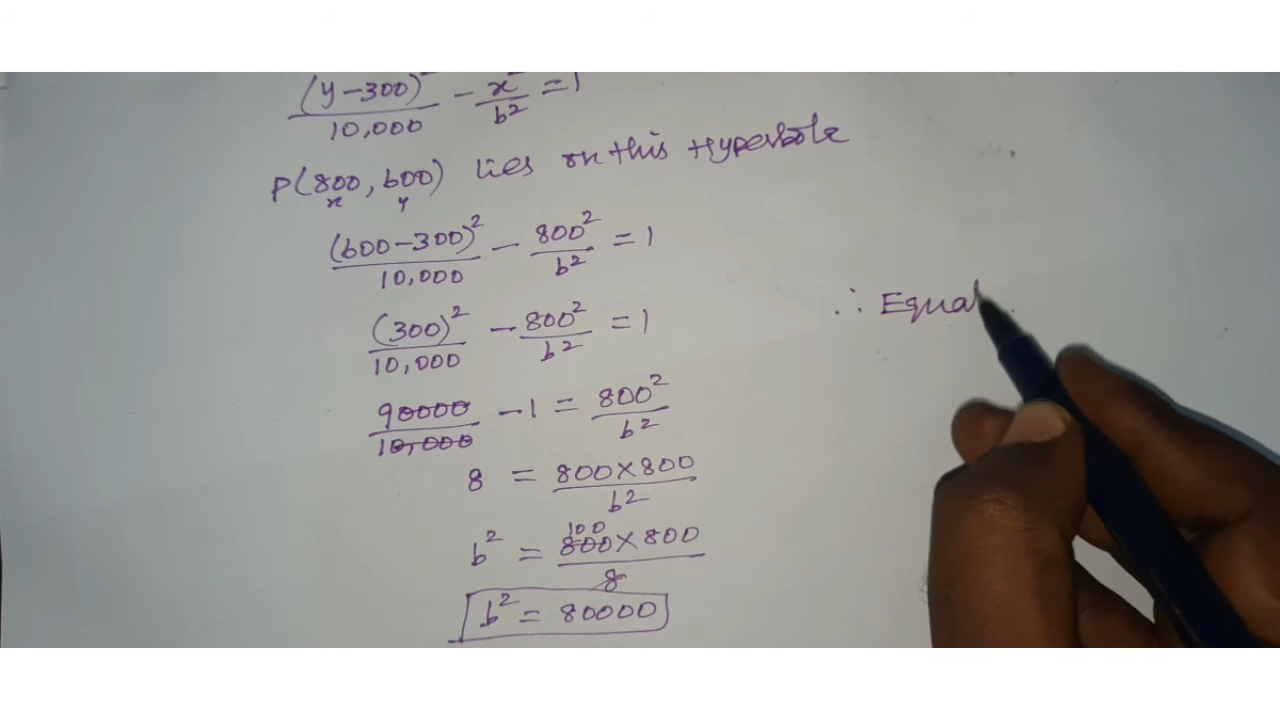 (y-300)² / 10,000 - x² / b² = 1
P(800, 600) lies on this Hyperbola
x y
(600-300)² / 10,000 - 800² / b² = 1
(300)² / 10,000 - 800² / b² = 1
∴ Equa
90000 / 10,000 - 1 = 800² / b²
8 = 800×800 / b²
100
b² = 800×800 / 8
b² = 80000